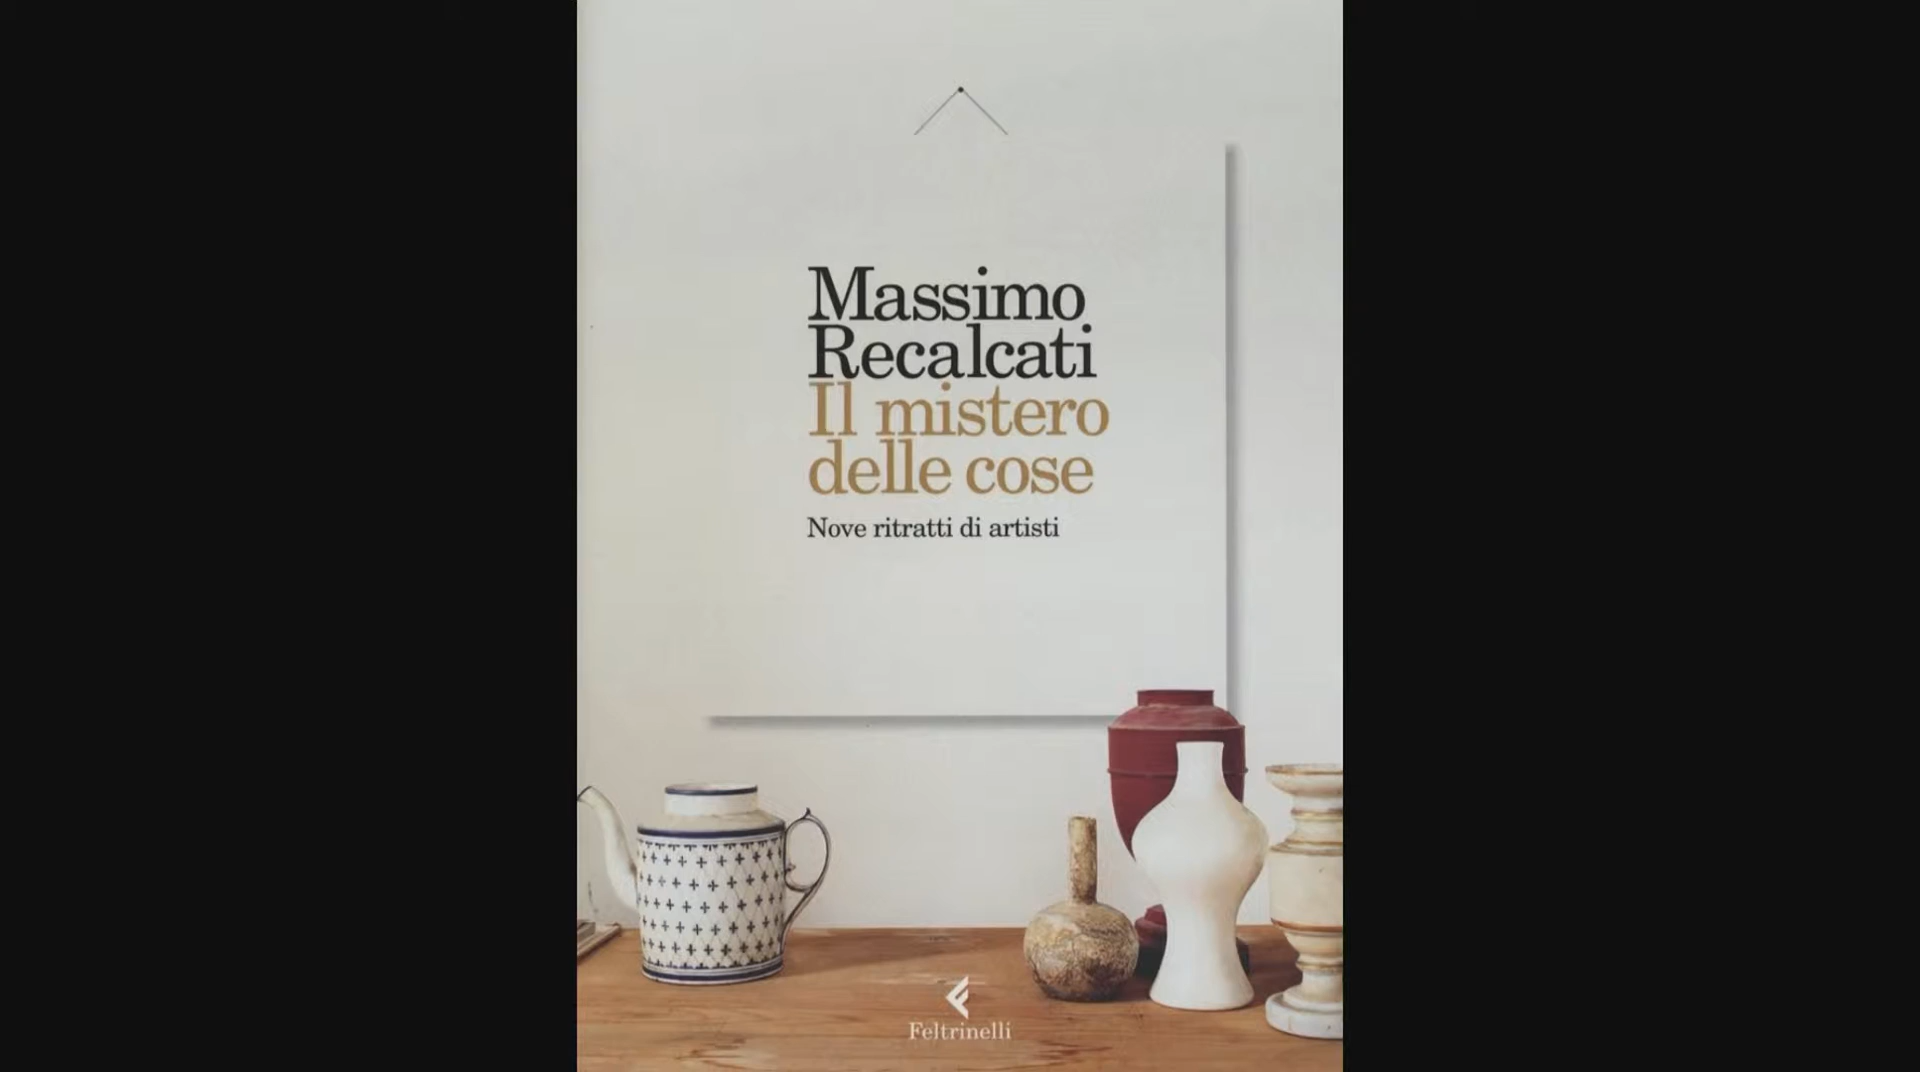 Massimo
Recalcati
Il mistero
delle cose
Nove ritratti di artisti
Feltrinelli